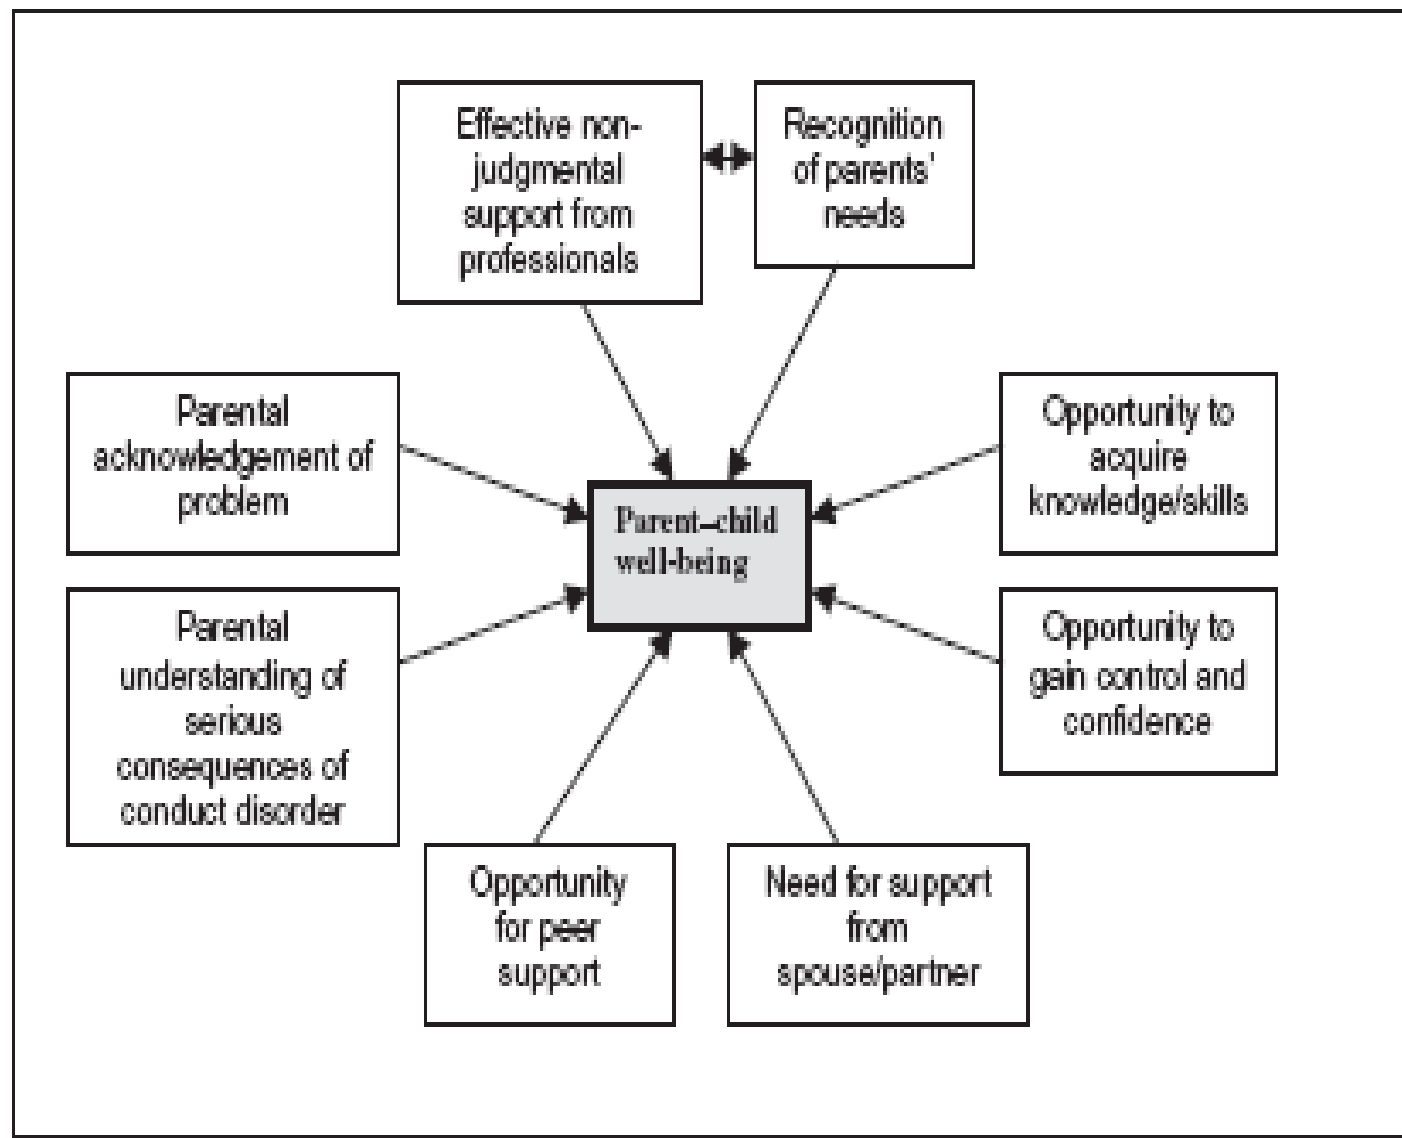 Effective non-
judgmental
support from
professionals
Recognition
of parents'
needs
Parental
acknowledgement of
problem
Opportunity to
acquire
knowledge/skills
Parent–child
well-being
Parental
understanding of
serious
consequences of
conduct disorder
Opportunity to
gain control and
confidence
Opportunity
for peer
support
Need for support
from
spouse/partner